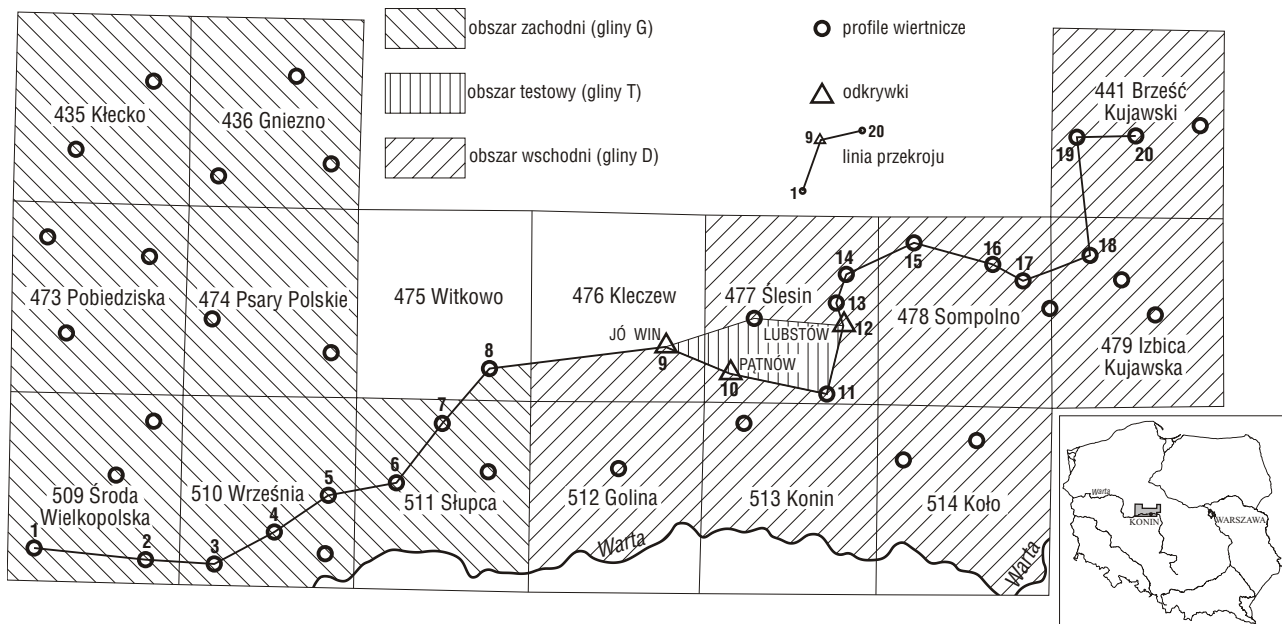 obszar zachodni (gliny G)
profile wiertnicze
obszar testowy (gliny T)
odkrywki
obszar wschodni (gliny D)
9
20
linia przekroju
1
435 Kłecko
436 Gniezno
441 Brześć
Kujawski
19
20
473 Pobiedziska
474 Psary Polskie
475 Witkowo
476 Kleczew
477 Ślesin
478 Sompolno
479 Izbica
Kujawska
14
15
16
17
18
13
12
LUBSTÓW
JÓ WIN
9
PĄTNÓW
10
11
8
7
6
5
4
3
2
1
509 Środa
Wielkopolska
510 Września
511 Słupca
512 Golina
513 Konin
514 Koło
Warta
Warta
Warta
KONIN
WARSZAWA